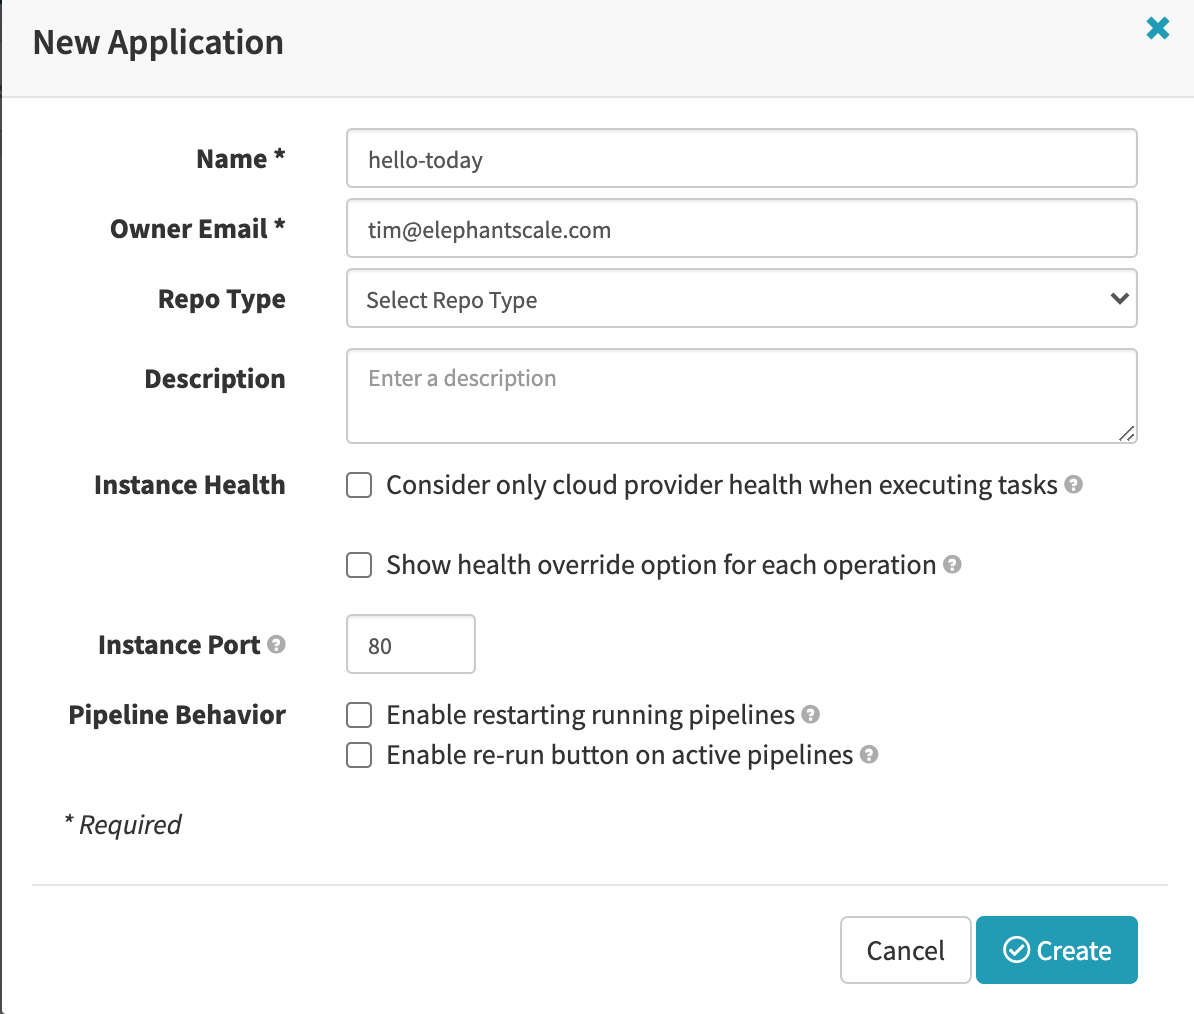 New Application
Name *
hello-today
Owner Email *
tim@elephantscale.com
Repo Type
Select Repo Type
Description
Enter a description
Instance Health
Consider only cloud provider health when executing tasks ?
Show health override option for each operation ?
Instance Port ?
80
Pipeline Behavior
Enable restarting running pipelines ?
Enable re-run button on active pipelines ?
* Required
Cancel
Create